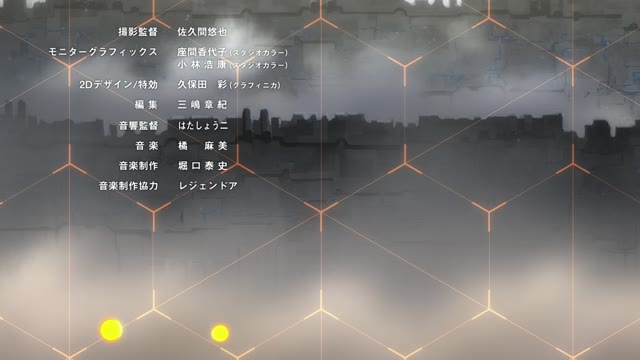 撮影監督 佐久間悠也
モニターグラフィックス 座間香代子(スタジオカラー)
小林浩康(スタジオカラー)
2Dデザイン/特効 久保田 彩(グラフィニカ)
編集 三嶋章紀
音響監督 はたしょう二
音楽 橘 麻美
音楽制作 堀口泰史
音楽制作協力 レジェンドア